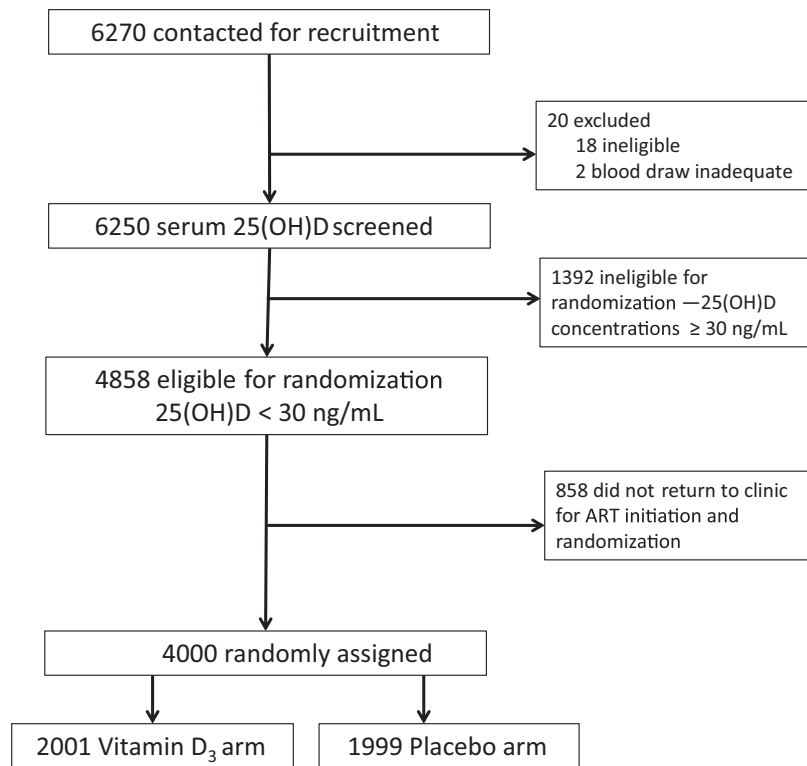 6270 contacted for recruitment
20 excluded
18 ineligible
2 blood draw inadequate
6250 serum 25(OH)D screened
1392 ineligible for
randomization —25(OH)D
concentrations ≥ 30 ng/mL
4858 eligible for randomization
25(OH)D < 30 ng/mL
858 did not return to clinic
for ART initiation and
randomization
4000 randomly assigned
2001 Vitamin D₃ arm
1999 Placebo arm